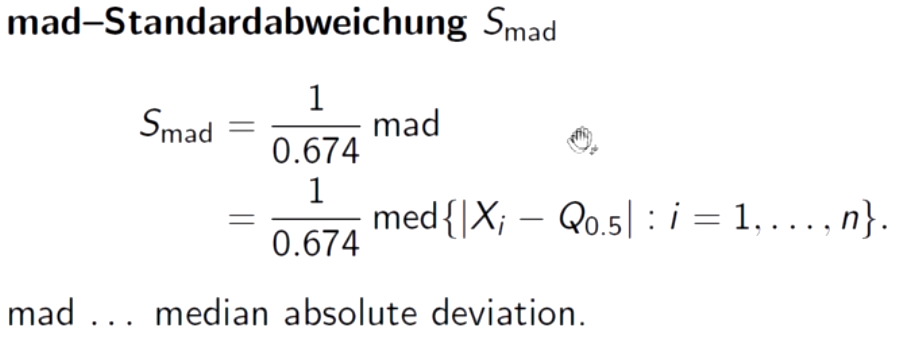 mad–Standardabweichung S_mad
S_mad = 1/0.674 mad
= 1/0.674 med{|X_i − Q_0.5| : i = 1, . . . , n}.
mad . . . median absolute deviation.